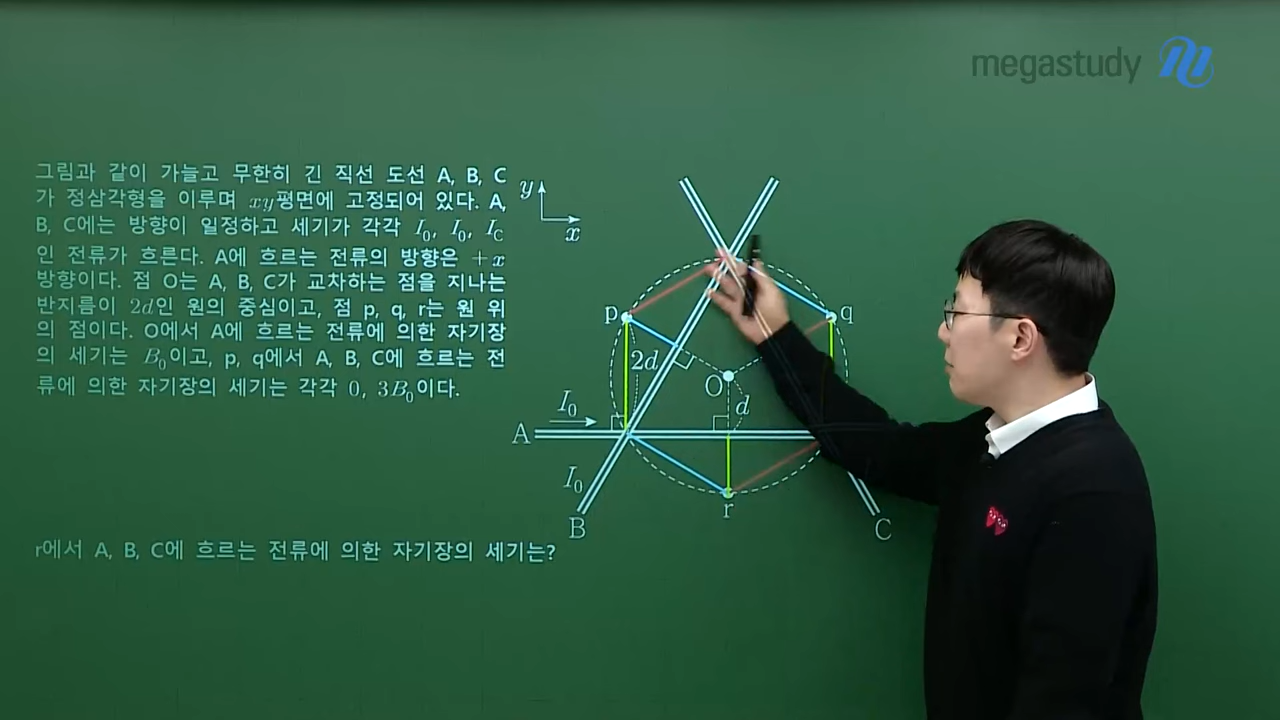 megastudy
그림과 같이 가늘고 무한히 긴 직선 도선 A, B, C
가 정삼각형을 이루며 xy평면에 고정되어 있다. A,
B, C에는 방향이 일정하고 세기가 각각 I₀, I₀, I_C
인 전류가 흐른다. A에 흐르는 전류의 방향은 +x
방향이다. 점 O는 A, B, C가 교차하는 점을 지나는
반지름이 2d인 원의 중심이고, 점 p, q, r는 원 위
의 점이다. O에서 A에 흐르는 전류에 의한 자기장
의 세기는 B₀이고, p, q에서 A, B, C에 흐르는 전
류에 의한 자기장의 세기는 각각 0, 3B₀이다.
y
x
p
q
2d
O
d
I₀
A
I₀
r
B
C
r에서 A, B, C에 흐르는 전류에 의한 자기장의 세기는?